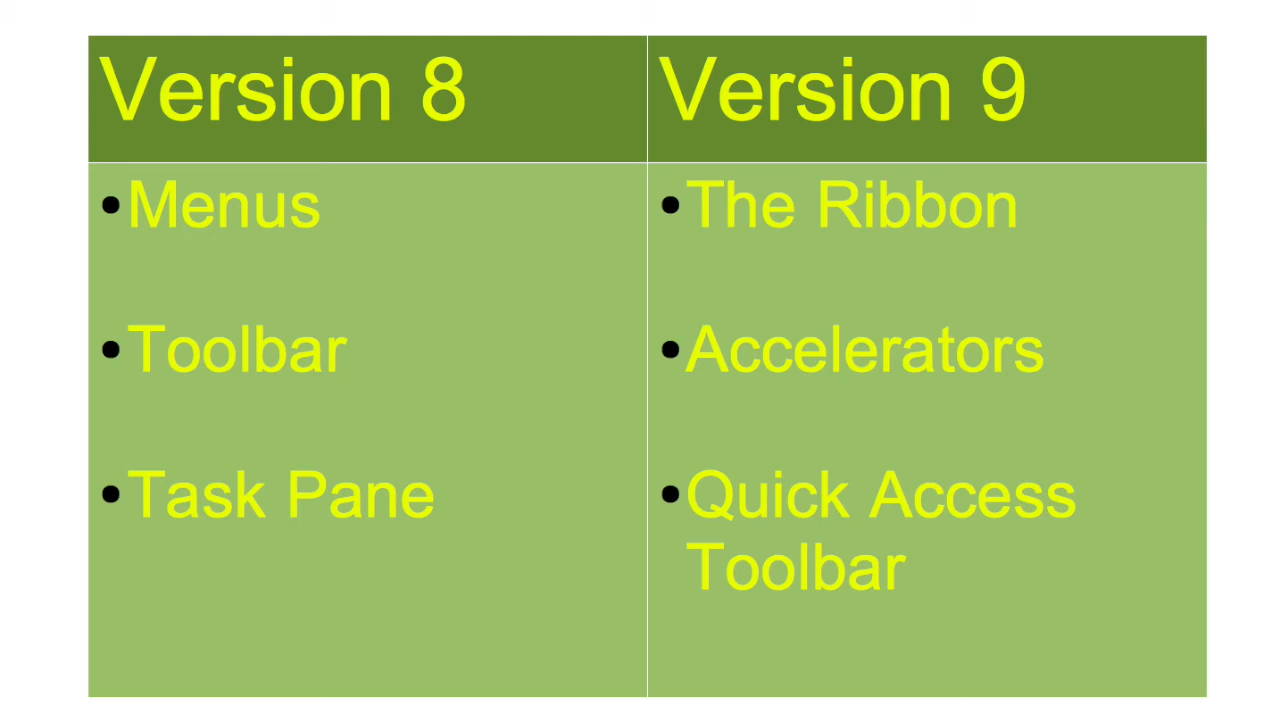 Version 8
Version 9
•Menus
•Toolbar
•Task Pane
•The Ribbon
•Accelerators
•Quick Access
Toolbar